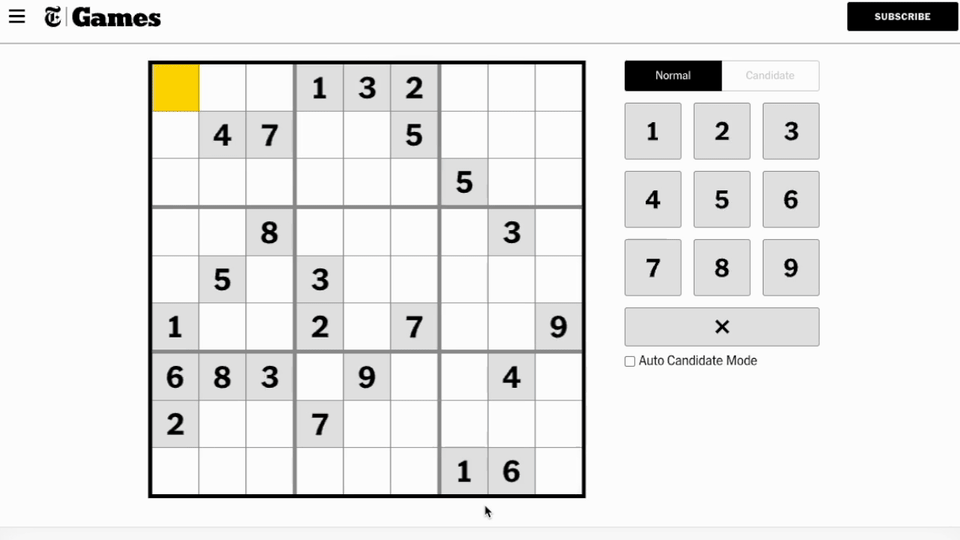 T Games
SUBSCRIBE
1 3 2
4 7 5
5
8 3
5 3
1 2 7 9
6 8 3 9 4
2 7
1 6
Normal Candidate
1 2 3
4 5 6
7 8 9
×
Auto Candidate Mode